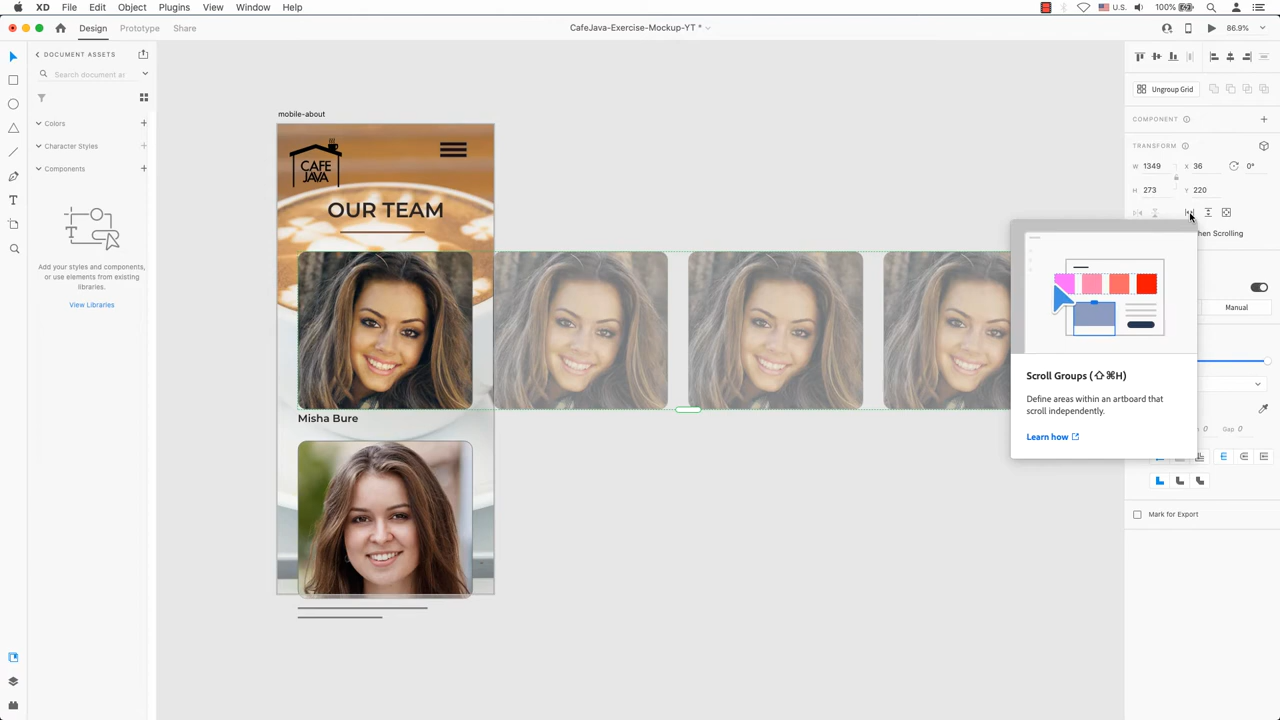 XD File Edit Object Plugins View Window Help U.S. 100%
Design Prototype Share CafeJava-Exercise-Mockup-YT * 86.9%
DOCUMENT ASSETS
Search document as
Colors
Character Styles
Components
Add your styles and components,
or use elements from existing
libraries.
View Libraries
mobile-about
CAFE
JAVA
OUR TEAM
Misha Bure
Ungroup Grid
COMPONENT
TRANSFORM
W 1349 X 36 0°
H 273 Y 220
hen Scrolling
Manual
Scroll Groups (⇧⌘H)
Define areas within an artboard that
scroll independently.
Learn how
0 Gap 0
Mark for Export